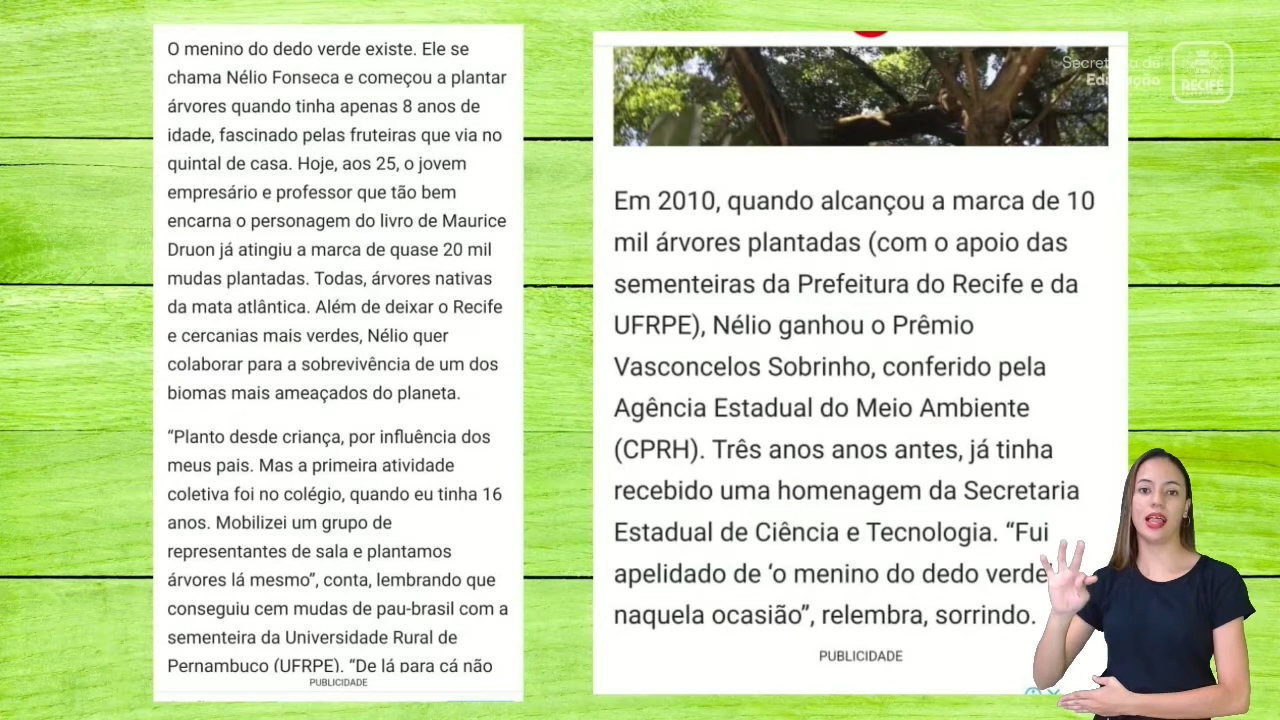 O menino do dedo verde existe. Ele se
chama Nélio Fonseca e começou a plantar
árvores quando tinha apenas 8 anos de
idade, fascinado pelas fruteiras que via no
quintal de casa. Hoje, aos 25, o jovem
empresário e professor que tão bem
encarna o personagem do livro de Maurice
Druon já atingiu a marca de quase 20 mil
mudas plantadas. Todas, árvores nativas
da mata atlântica. Além de deixar o Recife
e cercanias mais verdes, Nélio quer
colaborar para a sobrevivência de um dos
biomas mais ameaçados do planeta.
“Planto desde criança, por influência dos
meus pais. Mas a primeira atividade
coletiva foi no colégio, quando eu tinha 16
anos. Mobilizei um grupo de
representantes de sala e plantamos
árvores lá mesmo”, conta, lembrando que
conseguiu cem mudas de pau-brasil com a
sementeira da Universidade Rural de
Pernambuco (UFRPE). “De lá para cá não
PUBLICIDADE
Secretaria de
Educação
RECIFE
Em 2010, quando alcançou a marca de 10
mil árvores plantadas (com o apoio das
sementeiras da Prefeitura do Recife e da
UFRPE), Nélio ganhou o Prêmio
Vasconcelos Sobrinho, conferido pela
Agência Estadual do Meio Ambiente
(CPRH). Três anos anos antes, já tinha
recebido uma homenagem da Secretaria
Estadual de Ciência e Tecnologia. “Fui
apelidado de ‘o menino do dedo verde
naquela ocasião”, relembra, sorrindo.
PUBLICIDADE